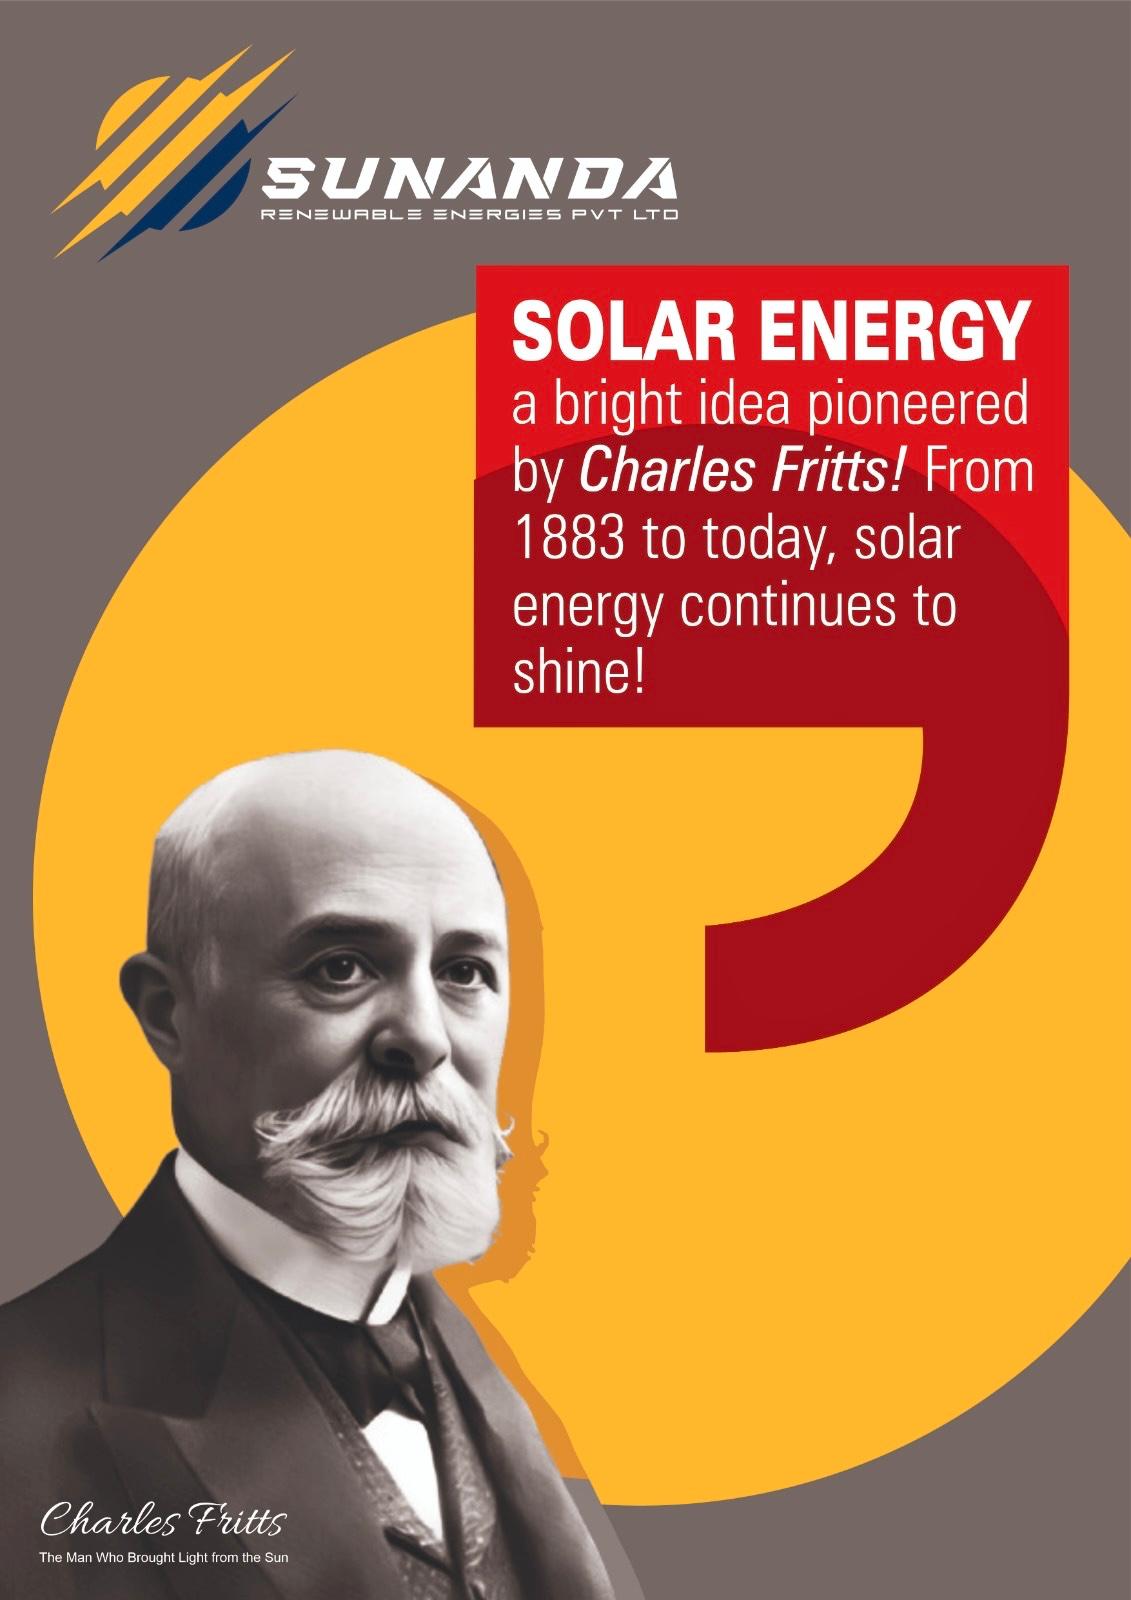 SUNANDA
RENEWABLE ENERGIES PVT LTD
SOLAR ENERGY
a bright idea pioneered
by Charles Fritts! From
1883 to today, solar
energy continues to
shine!
Charles Fritts
The Man Who Brought Light from the Sun